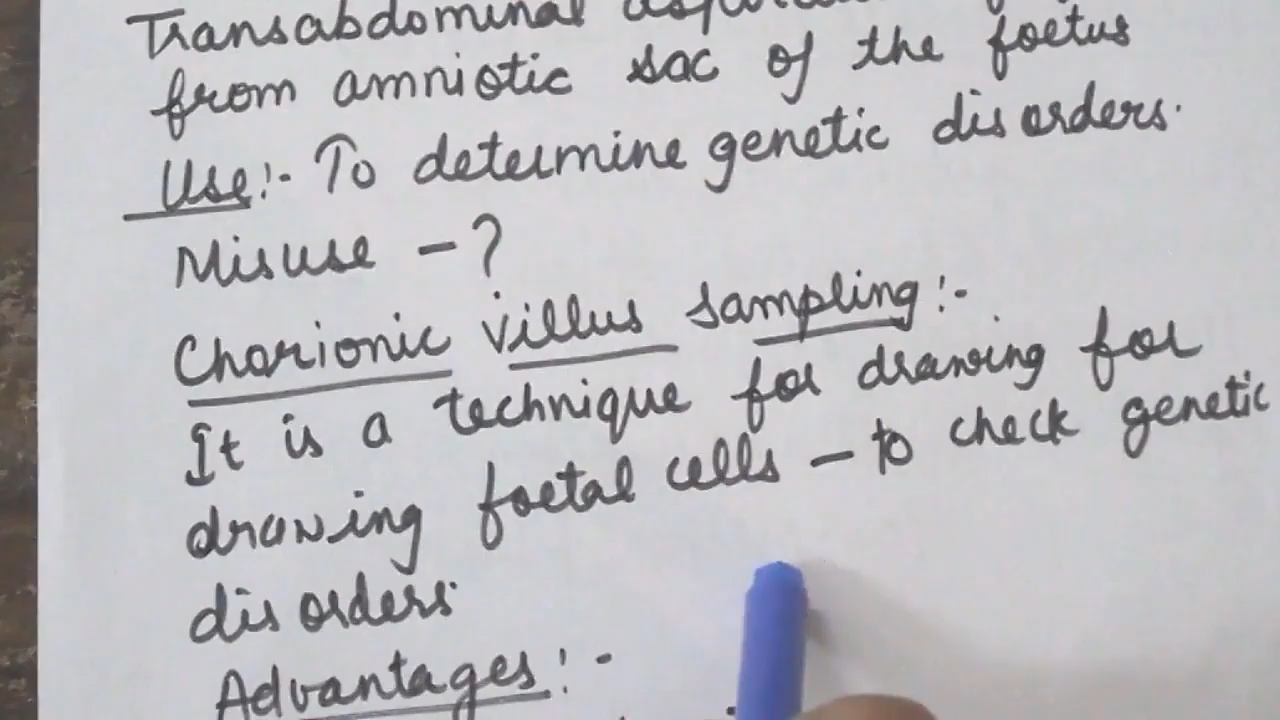 Transabdominal
from amniotic sac of the foetus
Use:- To determine genetic disorders.
Misuse - ?
Chorionic villus sampling:-
It is a technique for drawing for
drawing foetal cells - to check genetic
disorders
Advantages:-